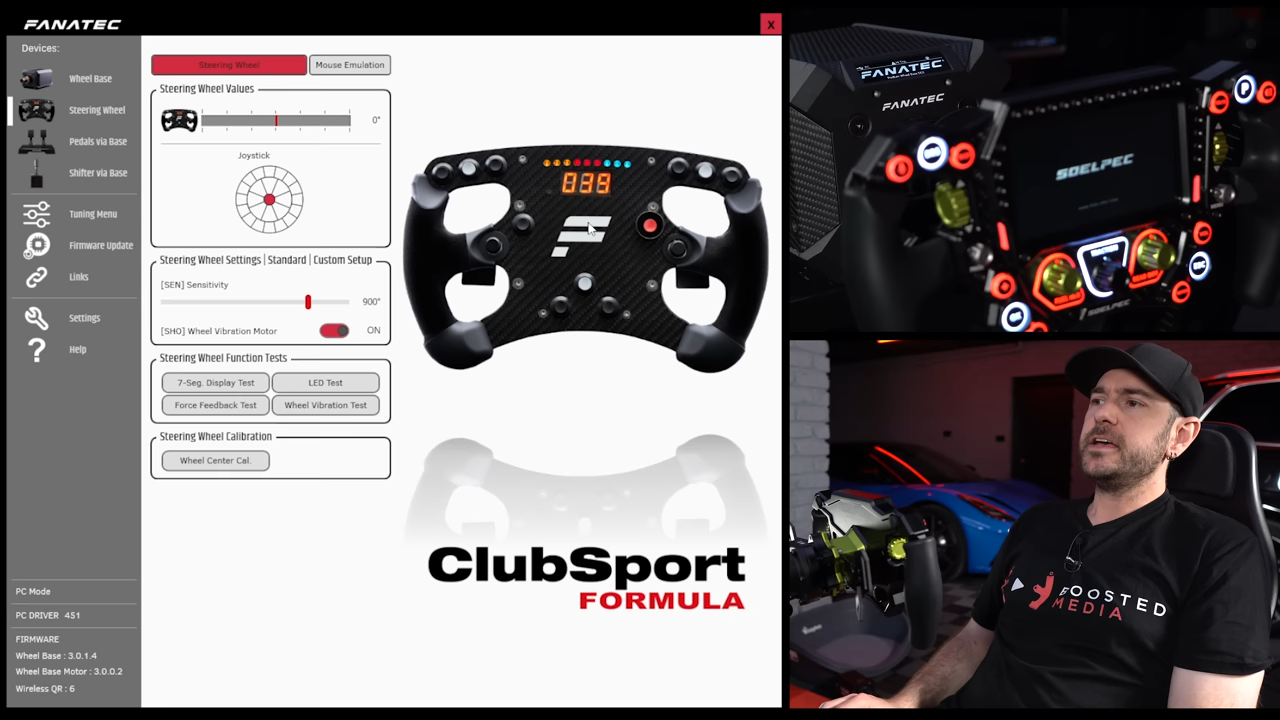 FANATEC
X
Devices:
Wheel Base
Steering Wheel
Pedals via Base
Shifter via Base
Tuning Menu
Firmware Update
Links
Settings
Help
PC Mode
PC DRIVER 451
FIRMWARE
Wheel Base : 3.0.1.4
Wheel Base Motor : 3.0.0.2
Wireless QR : 6
Steering Wheel
Mouse Emulation
Steering Wheel Values
0°
Joystick
Steering Wheel Settings | Standard | Custom Setup
[SEN] Sensitivity
900°
[SHO] Wheel Vibration Motor
ON
Steering Wheel Function Tests
7-Seg. Display Test
LED Test
Force Feedback Test
Wheel Vibration Test
Steering Wheel Calibration
Wheel Center Cal.
039
ClubSport
FORMULA
FANATEC
FANATEC
SOELPEC
P
SOELPEC
BOOSTED
MEDIA